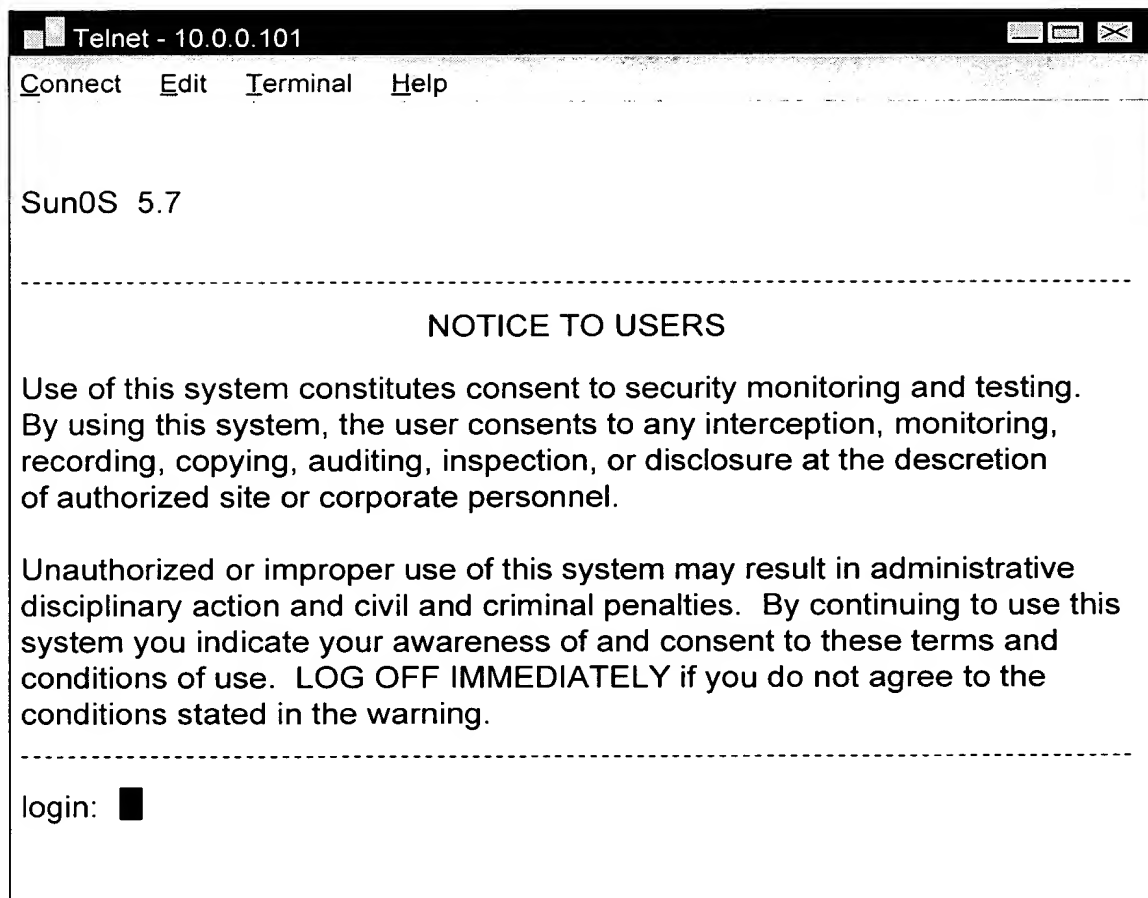 Telnet - 10.0.0.101
Connect Edit Terminal Help
Sun0S 5.7
NOTICE TO USERS
Use of this system constitutes consent to security monitoring and testing.
By using this system, the user consents to any interception, monitoring,
recording, copying, auditing, inspection, or disclosure at the descretion
of authorized site or corporate personnel.
Unauthorized or improper use of this system may result in administrative
disciplinary action and civil and criminal penalties. By continuing to use this
system you indicate your awareness of and consent to these terms and
conditions of use. LOG OFF IMMEDIATELY if you do not agree to the
conditions stated in the warning.
login: